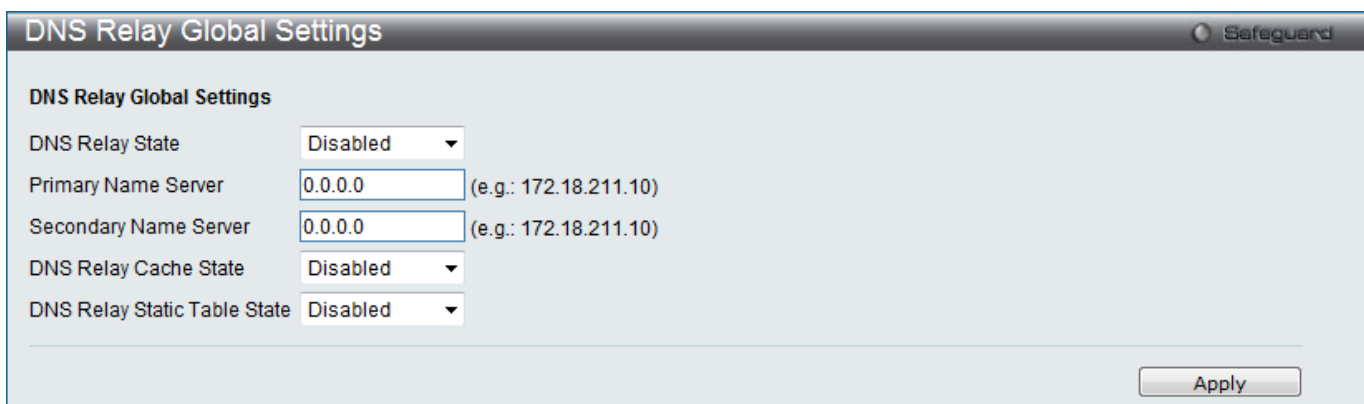 DNS Relay Global Settings
Safeguard
DNS Relay Global Settings
DNS Relay State Disabled
Primary Name Server 0.0.0.0 (e.g.: 172.18.211.10)
Secondary Name Server 0.0.0.0 (e.g.: 172.18.211.10)
DNS Relay Cache State Disabled
DNS Relay Static Table State Disabled
Apply